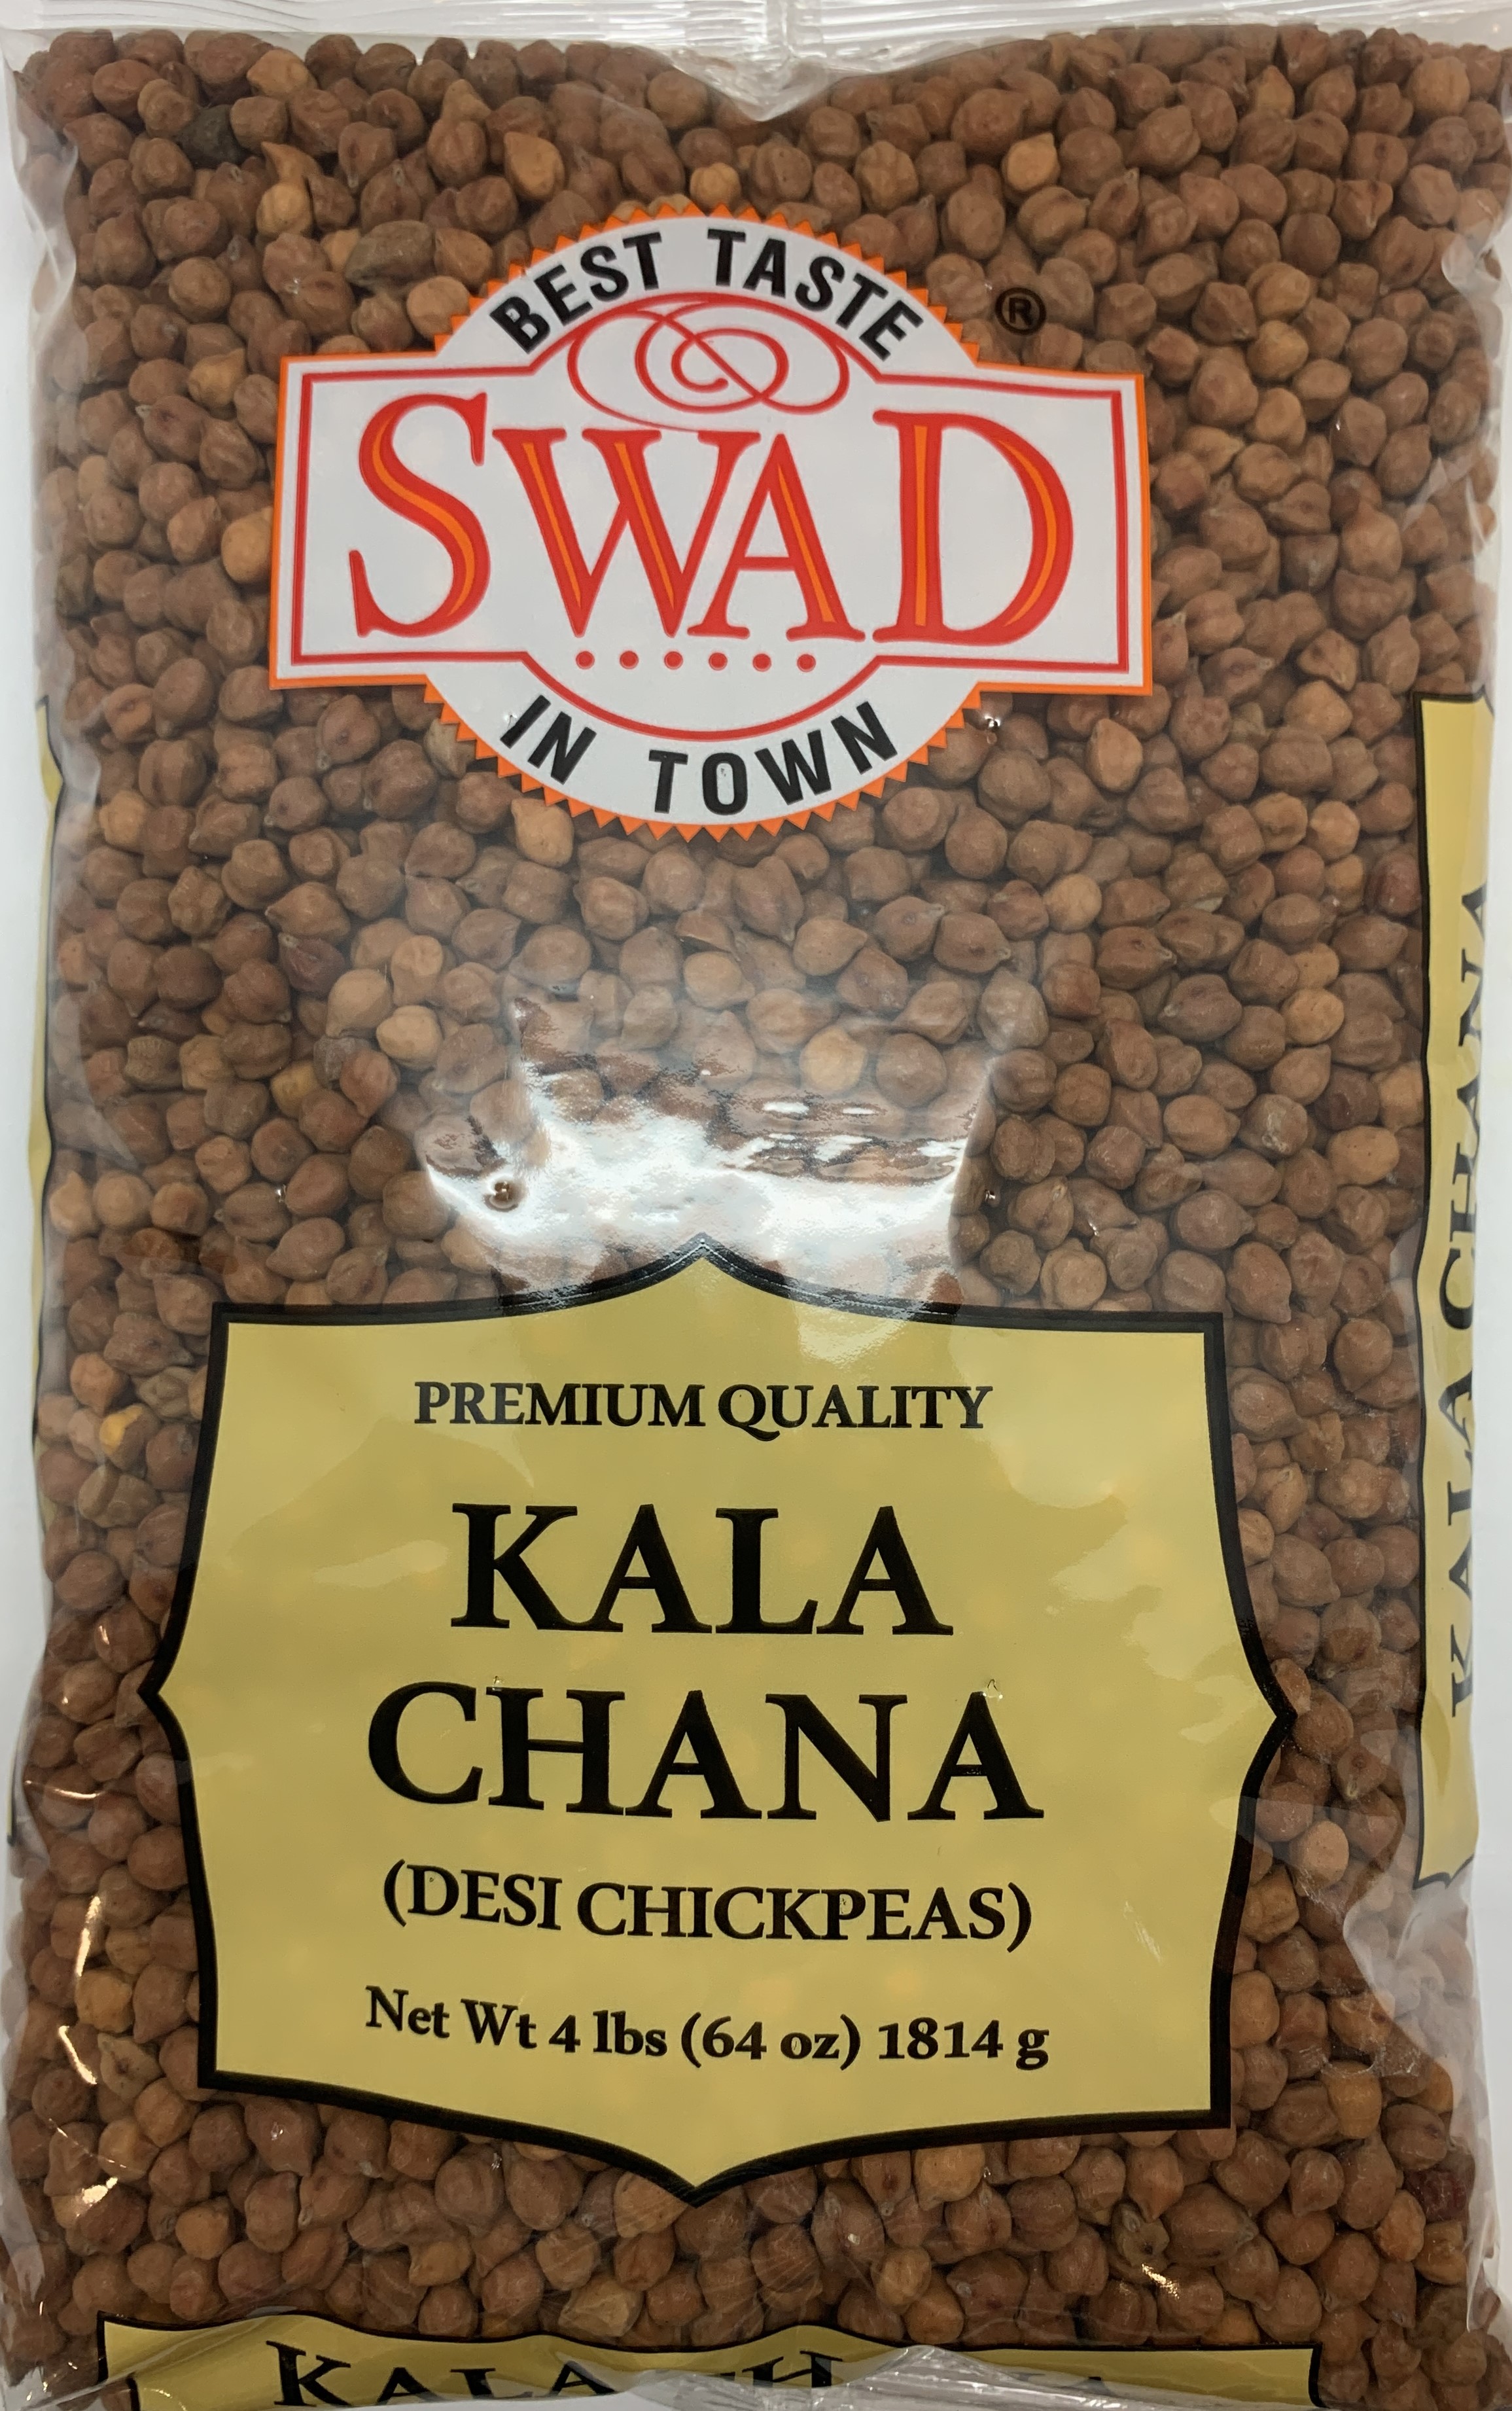 BEST TASTE
®
SWAD
IN TOWN
PREMIUM QUALITY
KALA
CHANA
(DESI CHICKPEAS)
Net Wt 4 lbs (64 oz) 1814 g
KALA CHANA
KALA